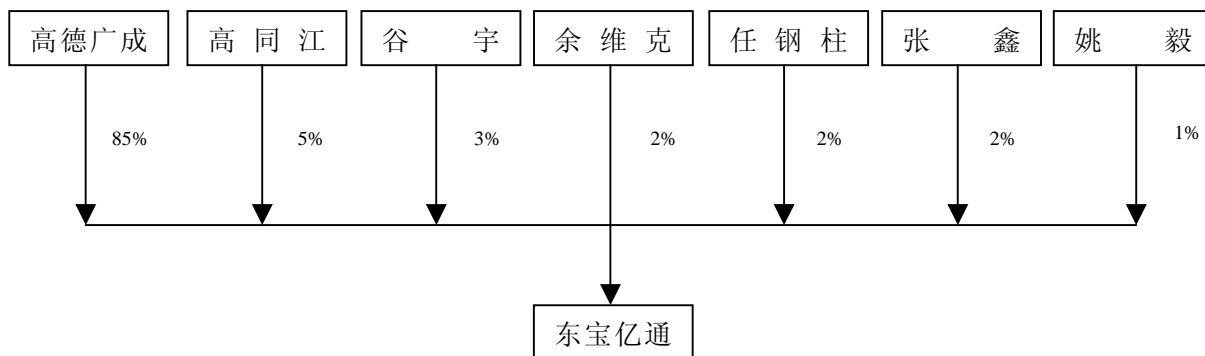 高德广成 高同江 谷宇 余维克 任钢柱 张鑫 姚毅
85% 5% 3% 2% 2% 2% 1%
东宝亿通